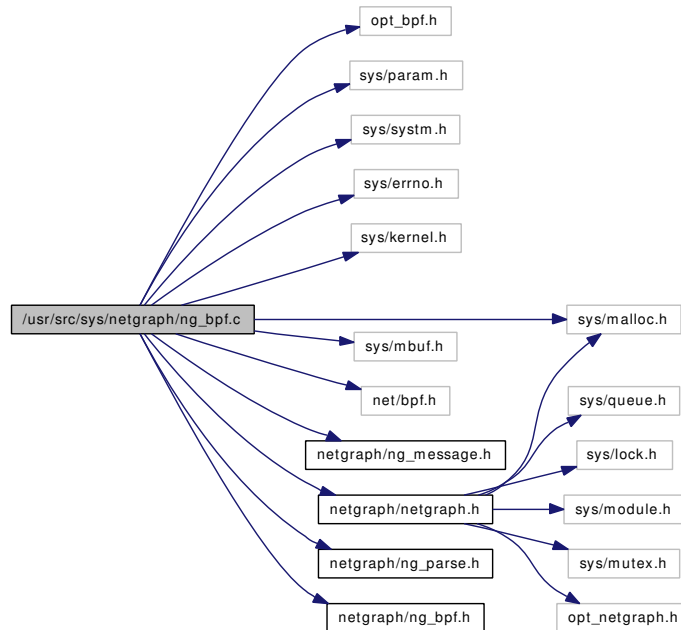 opt_bpf.h
sys/param.h
sys/systm.h
sys/errno.h
sys/kernel.h
/usr/src/sys/netgraph/ng_bpf.c
sys/malloc.h
sys/mbuf.h
net/bpf.h
sys/queue.h
netgraph/ng_message.h
sys/lock.h
netgraph/netgraph.h
sys/module.h
netgraph/ng_parse.h
sys/mutex.h
netgraph/ng_bpf.h
opt_netgraph.h